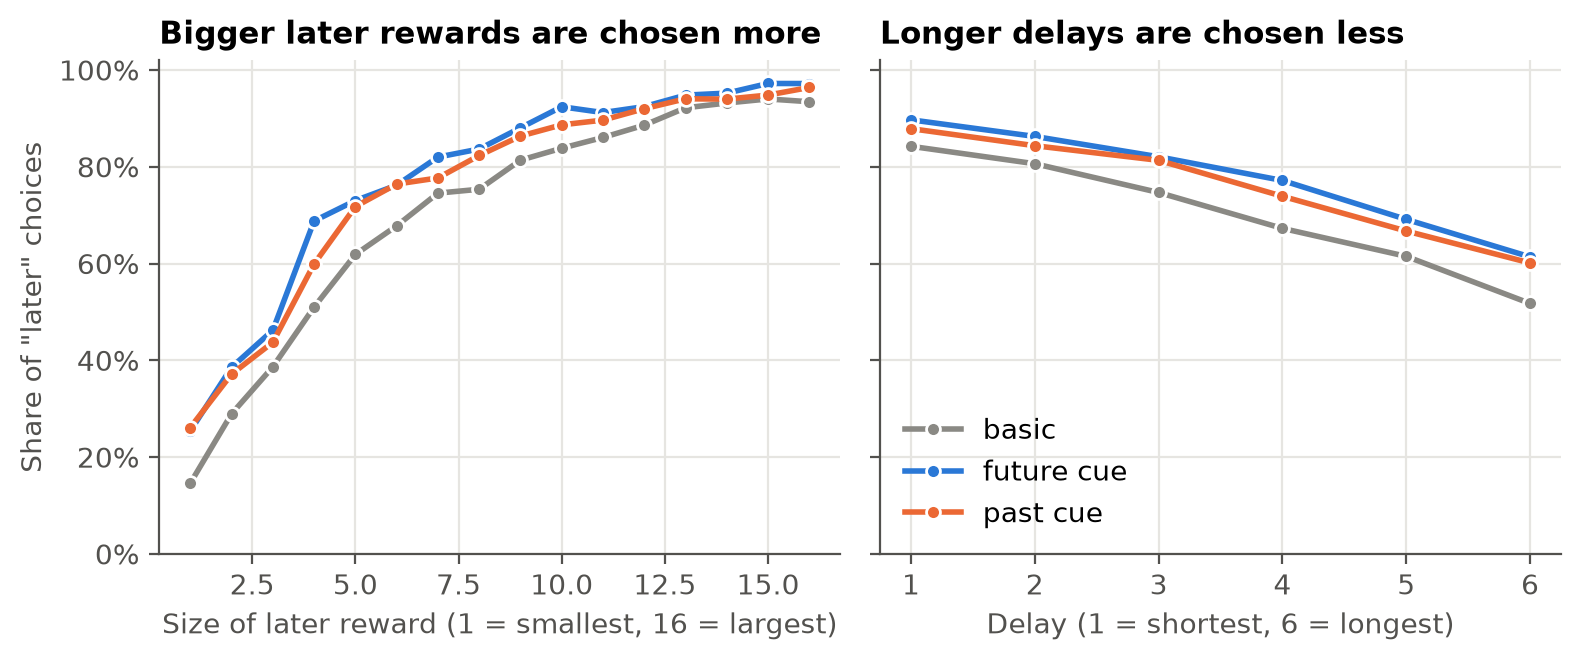 Bigger later rewards are chosen more
Longer delays are chosen less
Share of "later" choices
100%
80%
60%
40%
20%
0%
2.5 5.0 7.5 10.0 12.5 15.0
Size of later reward (1 = smallest, 16 = largest)
basic
future cue
past cue
1 2 3 4 5 6
Delay (1 = shortest, 6 = longest)